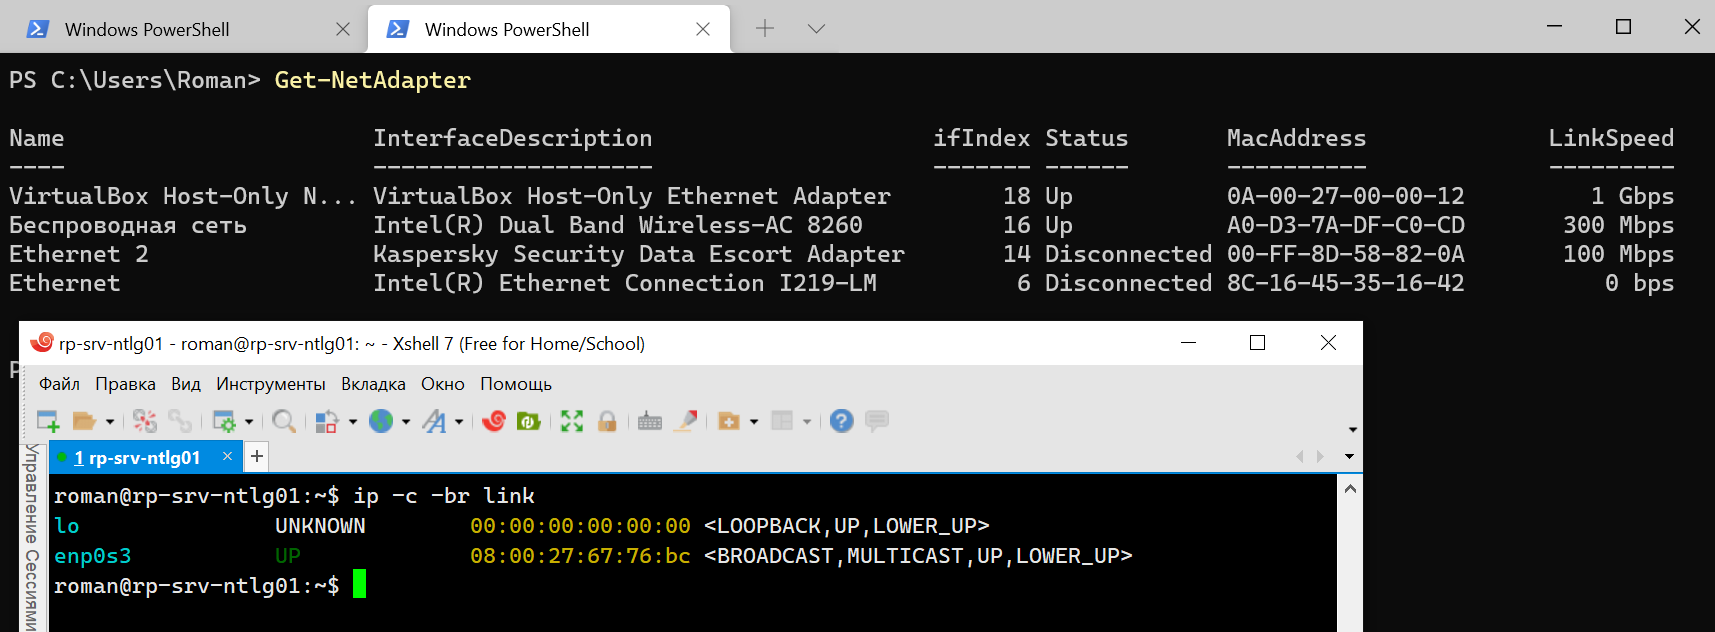 Windows PowerShell
Windows PowerShell
PS C:\Users\Roman> Get-NetAdapter
Name InterfaceDescription ifIndex Status MacAddress LinkSpeed
---- -------------------- ------- ------ ---------- ---------
VirtualBox Host-Only N... VirtualBox Host-Only Ethernet Adapter 18 Up 0A-00-27-00-00-12 1 Gbps
Беспроводная сеть Intel(R) Dual Band Wireless-AC 8260 16 Up A0-D3-7A-DF-C0-CD 300 Mbps
Ethernet 2 Kaspersky Security Data Escort Adapter 14 Disconnected 00-FF-8D-58-82-0A 100 Mbps
Ethernet Intel(R) Ethernet Connection I219-LM 6 Disconnected 8C-16-45-35-16-42 0 bps
rp-srv-ntlg01 - roman@rp-srv-ntlg01: ~ - Xshell 7 (Free for Home/School)
Файл Правка Вид Инструменты Вкладка Окно Помощь
Управление Сессиями
1 rp-srv-ntlg01
roman@rp-srv-ntlg01:~$ ip -c -br link
lo UNKNOWN 00:00:00:00:00:00 <LOOPBACK,UP,LOWER_UP>
enp0s3 UP 08:00:27:67:76:bc <BROADCAST,MULTICAST,UP,LOWER_UP>
roman@rp-srv-ntlg01:~$